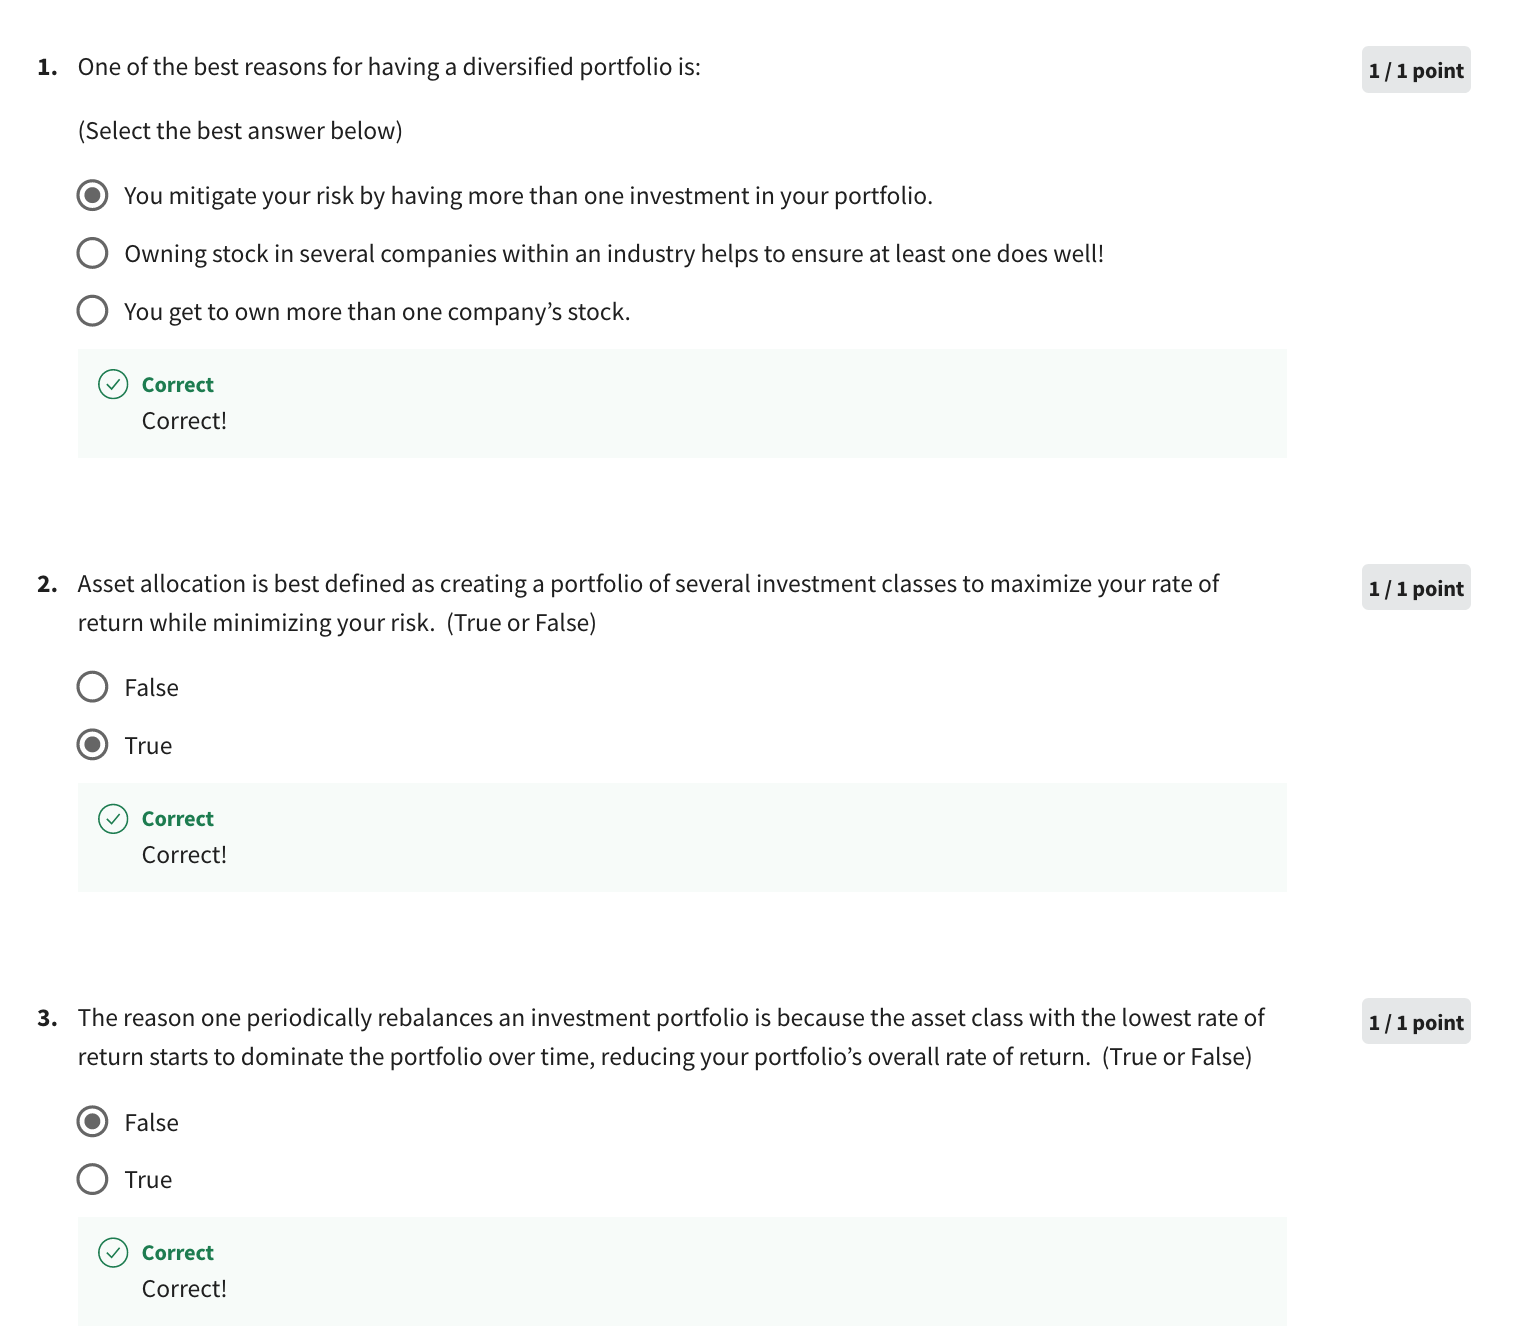 1. One of the best reasons for having a diversified portfolio is:
1 / 1 point
(Select the best answer below)
You mitigate your risk by having more than one investment in your portfolio.
Owning stock in several companies within an industry helps to ensure at least one does well!
You get to own more than one company’s stock.
Correct
Correct!
2. Asset allocation is best defined as creating a portfolio of several investment classes to maximize your rate of
return while minimizing your risk. (True or False)
1 / 1 point
False
True
Correct
Correct!
3. The reason one periodically rebalances an investment portfolio is because the asset class with the lowest rate of
return starts to dominate the portfolio over time, reducing your portfolio’s overall rate of return. (True or False)
1 / 1 point
False
True
Correct
Correct!